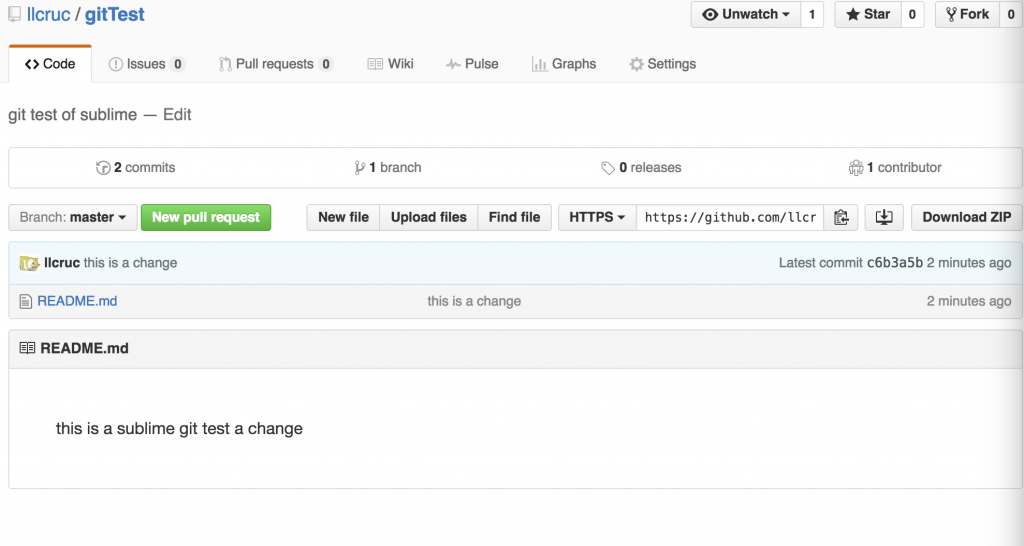 llcruc / gitTest Unwatch 1 Star 0 Fork 0
Code Issues 0 Pull requests 0 Wiki Pulse Graphs Settings
git test of sublime — Edit
2 commits 1 branch 0 releases 1 contributor
Branch: master New pull request New file Upload files Find file HTTPS https://github.com/llcr Download ZIP
llcruc this is a change Latest commit c6b3a5b 2 minutes ago
README.md this is a change 2 minutes ago
README.md
this is a sublime git test a change